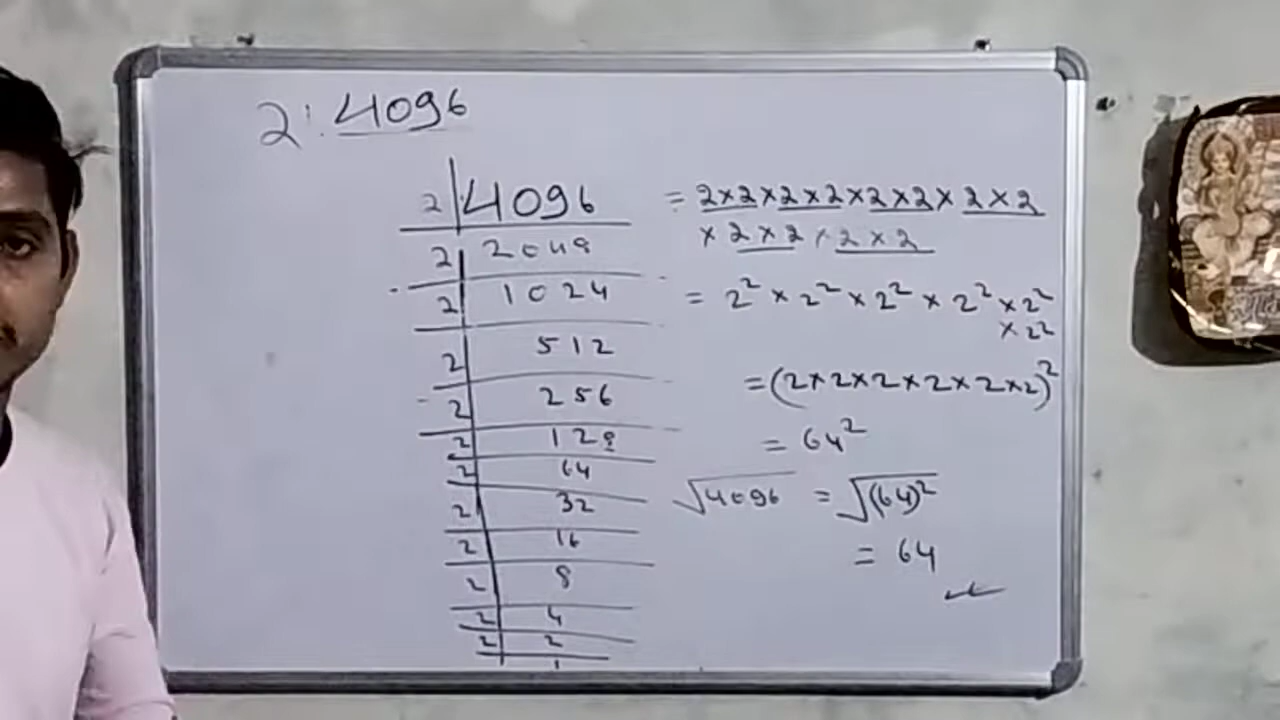 2. 4096
2 | 4096
2 | 2048
2 | 1024
2 | 512
2 | 256
2 | 128
2 | 64
2 | 32
2 | 16
2 | 8
2 | 4
2 | 2
1
= 2×2×2×2×2×2×2×2
×2×2×2×2
= 2² × 2² × 2² × 2² × 2²
× 2²
= (2×2×2×2×2×2)²
= 64²
√4096 = √(64)²
= 64